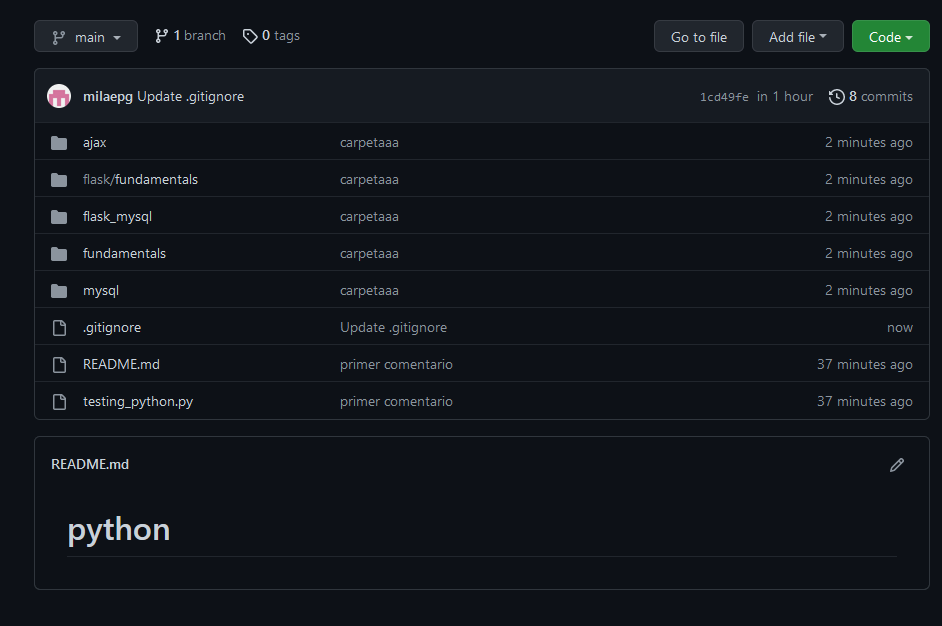 main 1 branch 0 tags Go to file Add file Code
milaepg Update .gitignore 1cd49fe in 1 hour 8 commits
ajax carpetaaa 2 minutes ago
flask/fundamentals carpetaaa 2 minutes ago
flask_mysql carpetaaa 2 minutes ago
fundamentals carpetaaa 2 minutes ago
mysql carpetaaa 2 minutes ago
.gitignore Update .gitignore now
README.md primer comentario 37 minutes ago
testing_python.py primer comentario 37 minutes ago
README.md
python